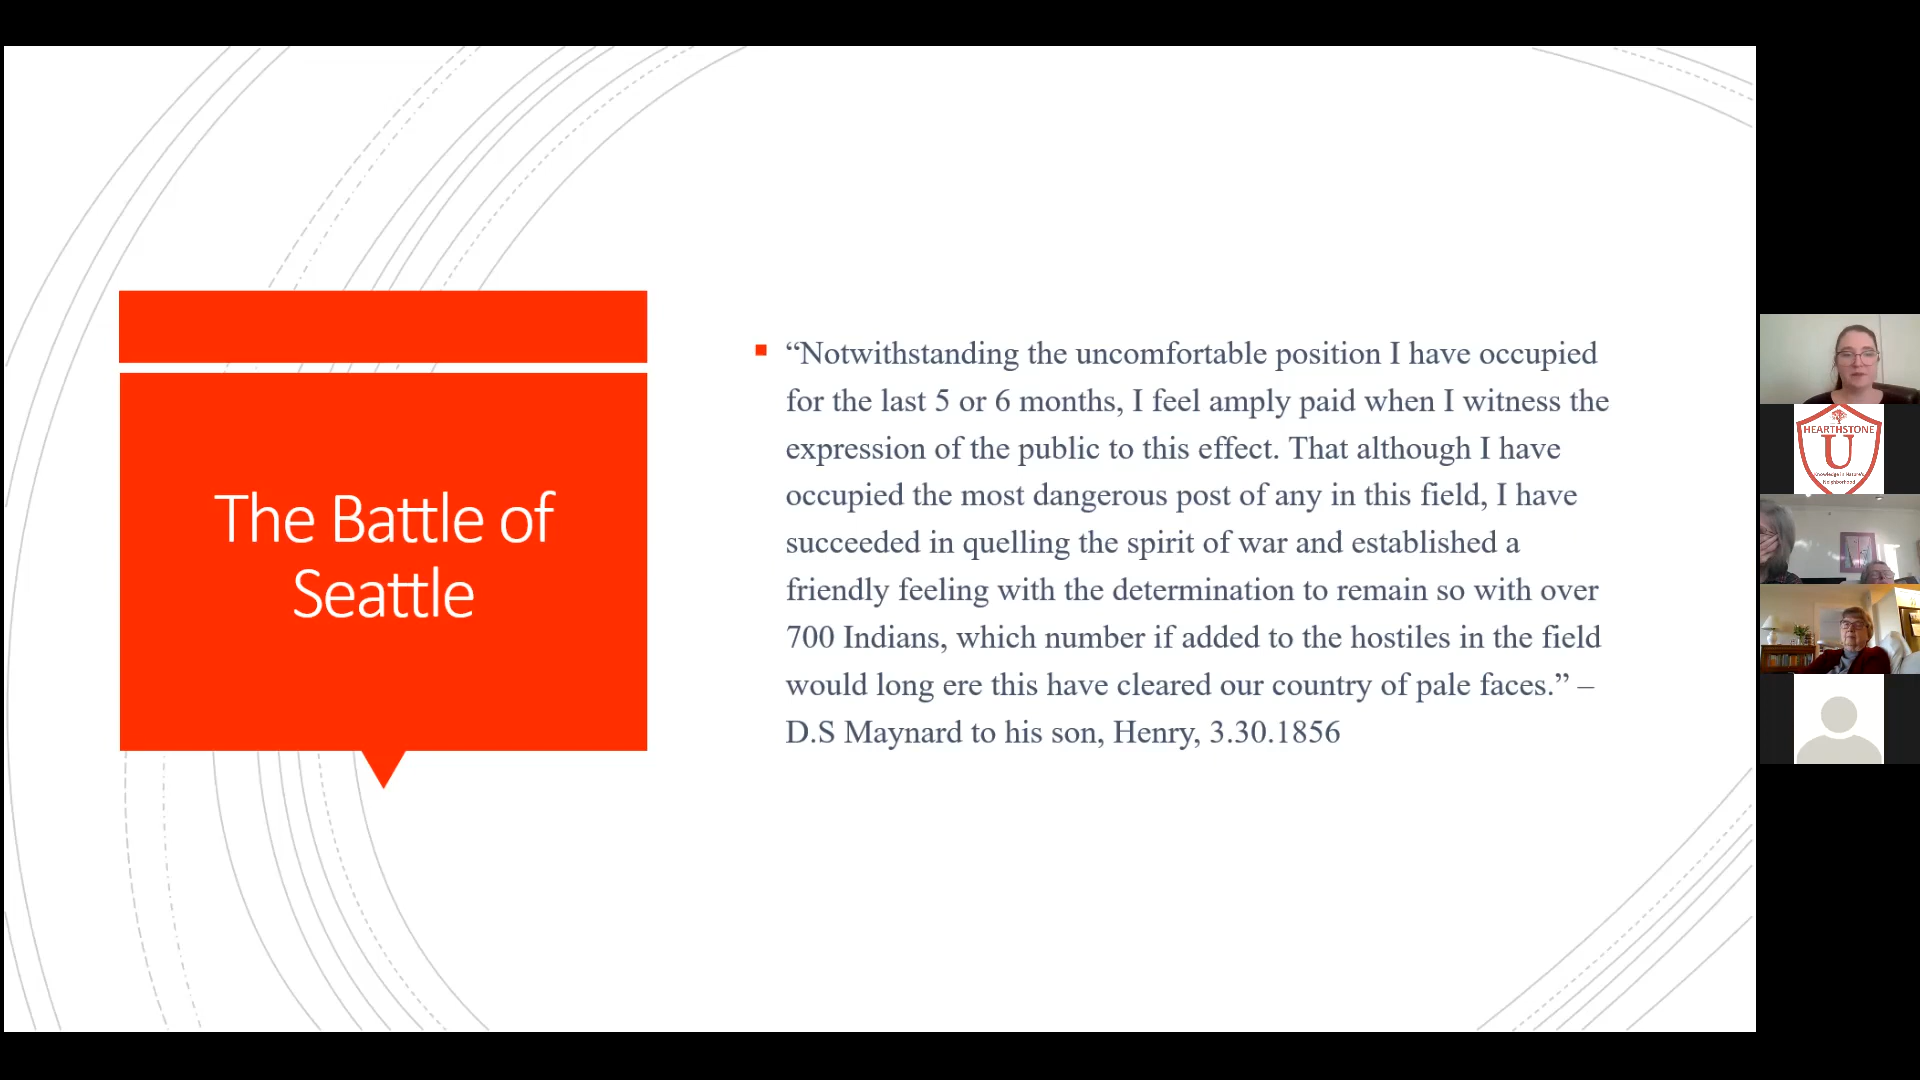 The Battle of
Seattle
“Notwithstanding the uncomfortable position I have occupied
for the last 5 or 6 months, I feel amply paid when I witness the
expression of the public to this effect. That although I have
occupied the most dangerous post of any in this field, I have
succeeded in quelling the spirit of war and established a
friendly feeling with the determination to remain so with over
700 Indians, which number if added to the hostiles in the field
would long ere this have cleared our country of pale faces.” –
D.S Maynard to his son, Henry, 3.30.1856
HEARTHSTONE
U
Knowledge in Nature's
Neighborhood